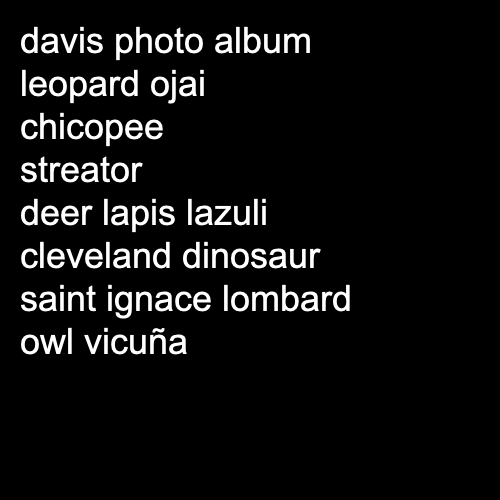 davis photo album
leopard ojai
chicopee
streator
deer lapis lazuli
cleveland dinosaur
saint ignace lombard
owl vicuña